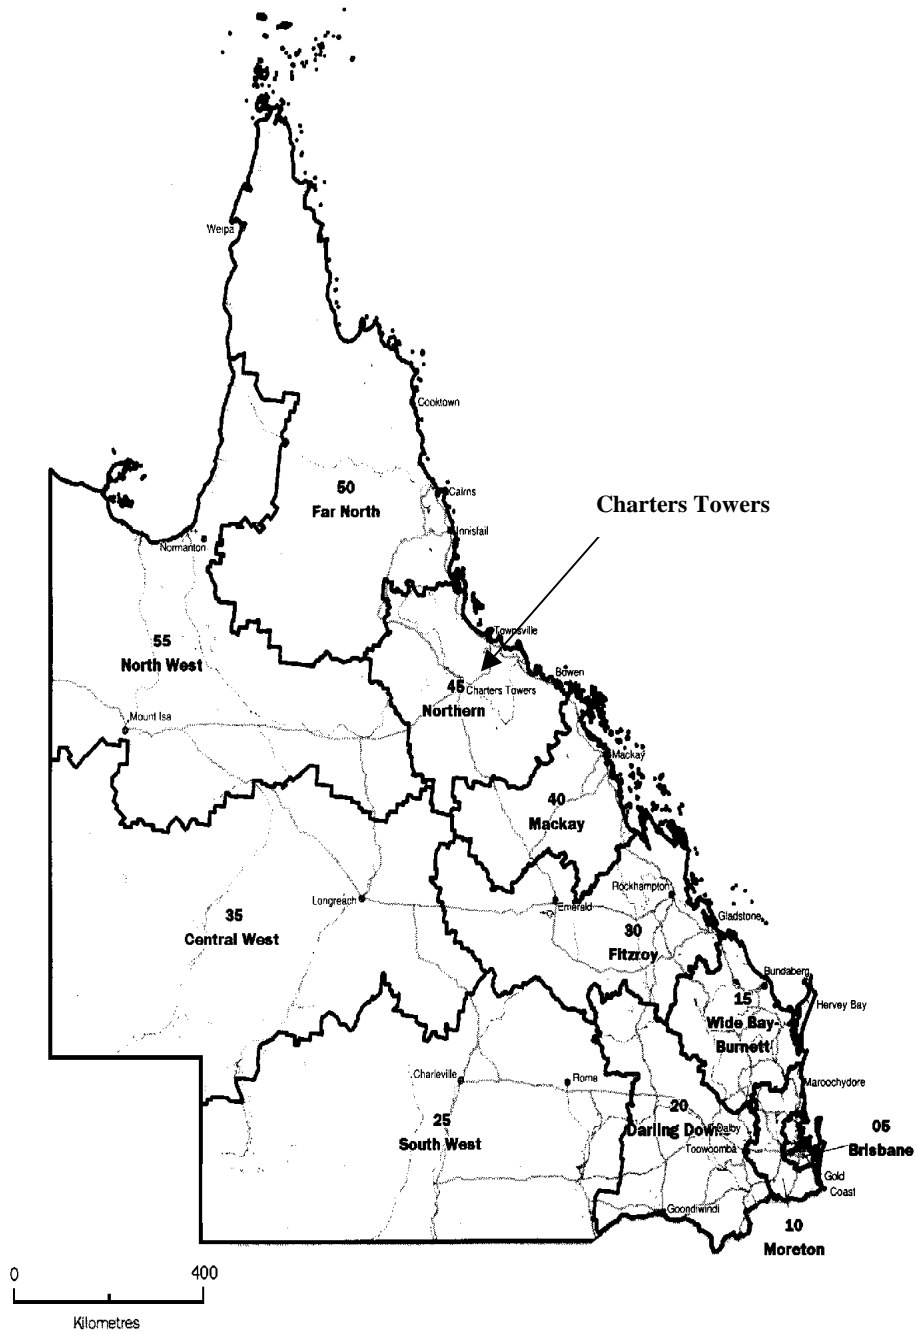 Weipa
Cooktown
50
Far North
Cairns
Charters Towers
Innisfail
Normanton
Townsville
55
North West
Bowen
45
Charters Towers
Northern
Mount Isa
Mackay
40
Mackay
Rockhampton
Longreach
Emerald
35
Central West
Gladstone
30
Fitzroy
Bundaberg
15
Hervey Bay
Wide Bay-
Burnett
Charleville
Roma
Maroochydore
20
25
South West
Darling Down
Dalby
05
Brisbane
Toowoomba
Gold
Coast
Goondiwindi
10
Moreton
0
400
Kilometres